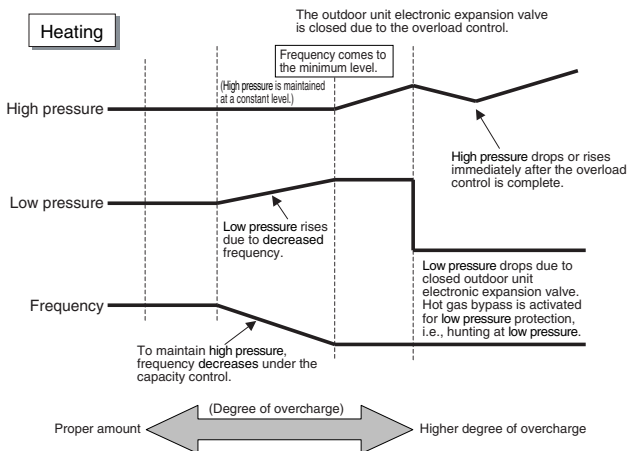 The outdoor unit electronic expansion valve
is closed due to the overload control.
Heating
Frequency comes to
the minimum level.
(High pressure is maintained
at a constant level.)
High pressure
High pressure drops or rises
immediately after the overload
control is complete.
Low pressure
Low pressure rises
due to decreased
frequency.
Low pressure drops due to
closed outdoor unit
electronic expansion valve.
Hot gas bypass is activated
for low pressure protection,
i.e., hunting at low pressure.
Frequency
To maintain high pressure,
frequency decreases under the
capacity control.
(Degree of overcharge)
Proper amount
Higher degree of overcharge